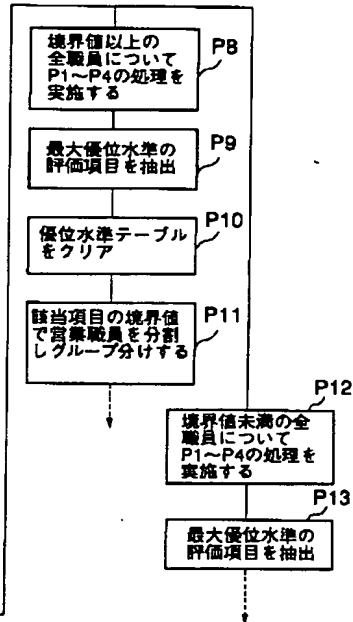 境界値以上の
全職員について
P1〜P4の処理を
実施する
P8
最大優位水準の
評価項目を抽出
P9
優位水準テーブル
をクリア
P10
該当項目の境界値
で営業職員を分割
しグループ分けする
P11
境界値未満の全
職員について
P1〜P4の処理を
実施する
P12
最大優位水準の
評価項目を抽出
P13